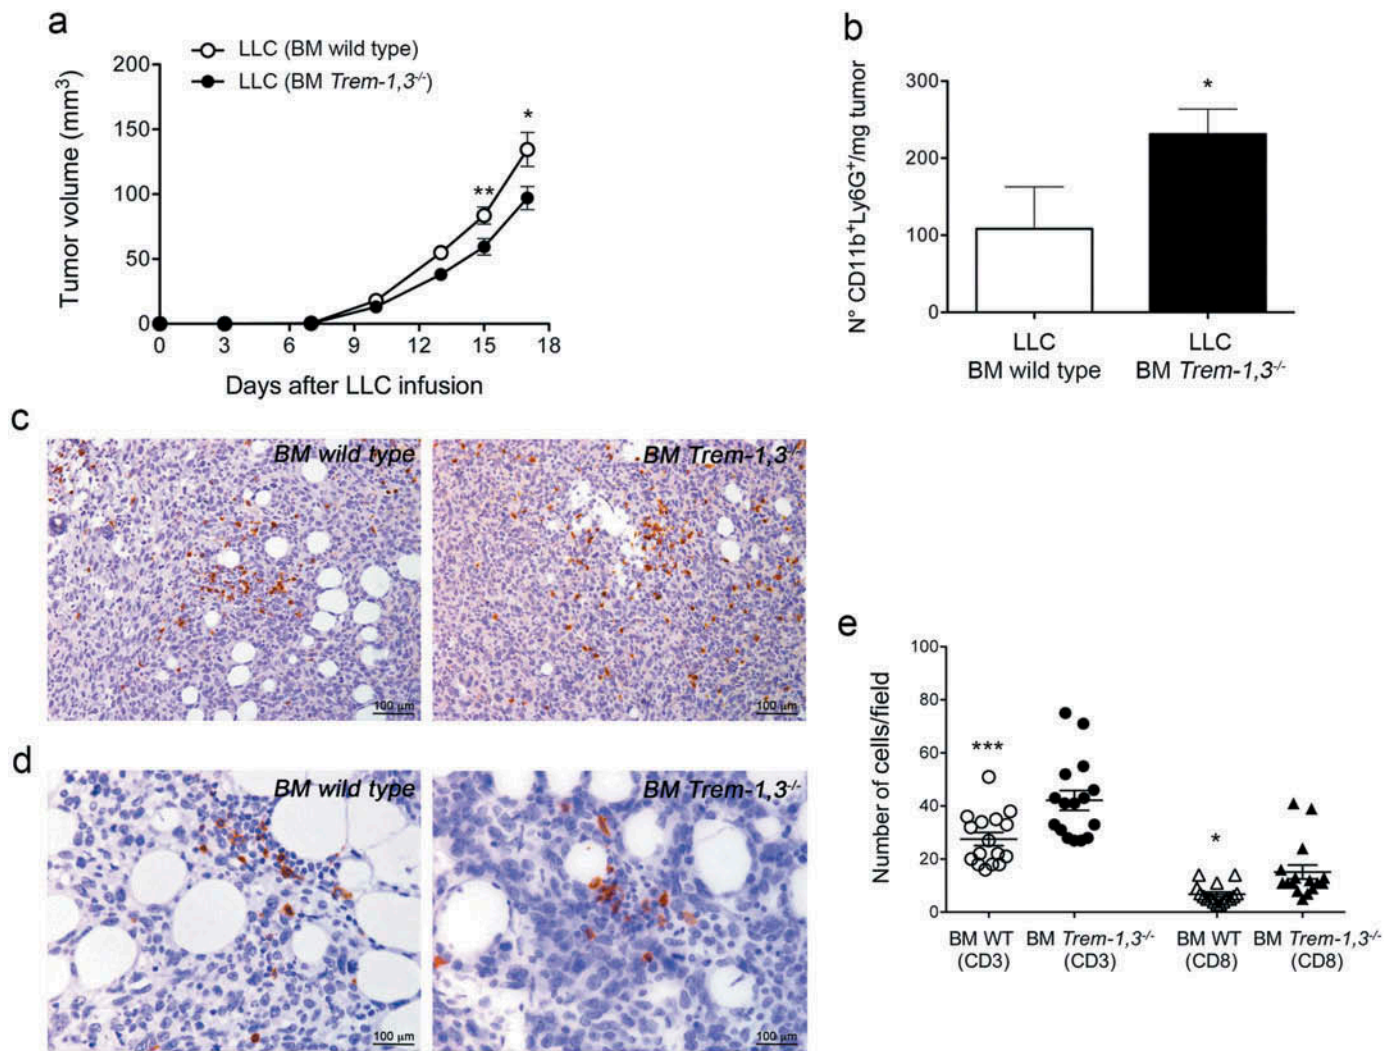 a
LLC (BM wild type)
LLC (BM Trem-1,3-/-)
200
150
100
50
0
Tumor volume (mm3)
*
**
0 3 6 9 12 15 18
Days after LLC infusion
b
300
200
100
0
N° CD11b+Ly6G+/mg tumor
*
LLC
BM wild type
LLC
BM Trem-1,3-/-
c
BM wild type
100 µm
BM Trem-1,3-/-
100 µm
d
BM wild type
100 µm
BM Trem-1,3-/-
100 µm
e
100
80
60
40
20
0
Number of cells/field
***
*
BM WT
(CD3)
BM Trem-1,3-/-
(CD3)
BM WT
(CD8)
BM Trem-1,3-/-
(CD8)